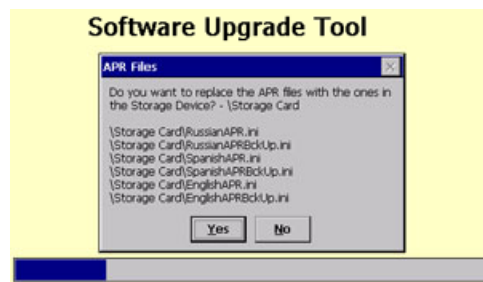 Software Upgrade Tool
APR Files
Do you want to replace the APR files with the ones in
the Storage Device? - \Storage Card
\Storage Card\RussianAPR.ini
\Storage Card\RussianAPRBckUp.ini
\Storage Card\SpanishAPR.ini
\Storage Card\SpanishAPRBckUp.ini
\Storage Card\EnglishAPR.ini
\Storage Card\EnglishAPRBckUp.ini
Yes No